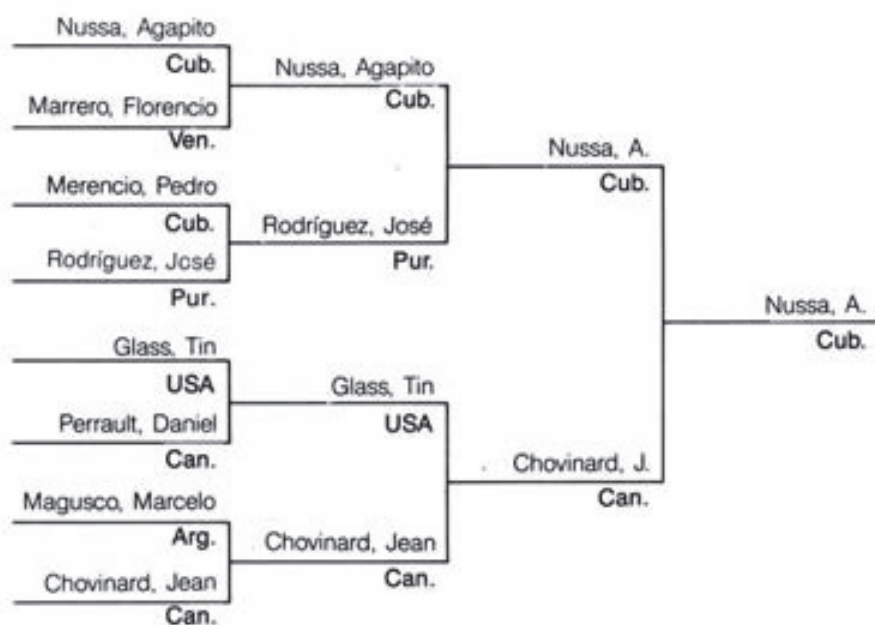 Nussa, Agapito
Cub.
Marrero, Florencio
Ven.
Merencio, Pedro
Cub.
Rodríguez, José
Pur.
Glass, Tin
USA
Perrault, Daniel
Can.
Magusco, Marcelo
Arg.
Chovinard, Jean
Can.
Nussa, Agapito
Cub.
Rodríguez, José
Pur.
Glass, Tin
USA
Chovinard, Jean
Can.
Nussa, A.
Cub.
Chovinard, J.
Can.
Nussa, A.
Cub.